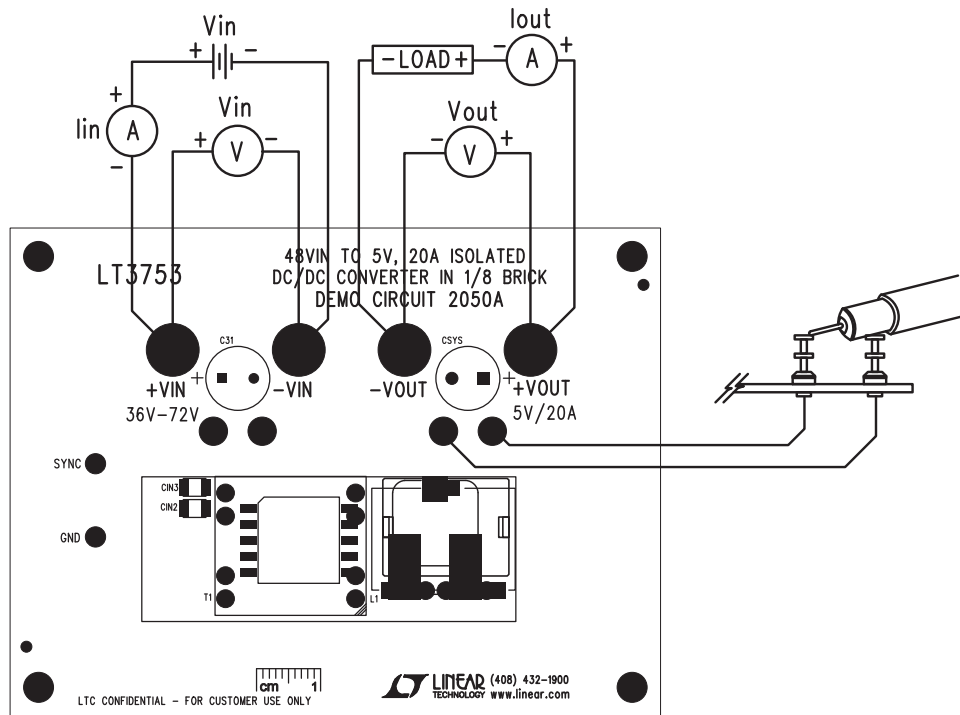 Vin
+ -
Iout
- +
-LOAD+
A
+
Iin
A
-
Vin
+ V -
Vout
- V +
LT3753
48VIN TO 5V, 20A ISOLATED
DC/DC CONVERTER IN 1/8 BRICK
DEMO CIRCUIT 2050A
C31
+
CSYS
+
+VIN
-VIN
-VOUT
+VOUT
36V-72V
5V/20A
SYNC
GND
CIN3
CIN2
T1
L1
cm 1
LTC CONFIDENTIAL - FOR CUSTOMER USE ONLY
LINEAR (408) 432-1900
TECHNOLOGY www.linear.com